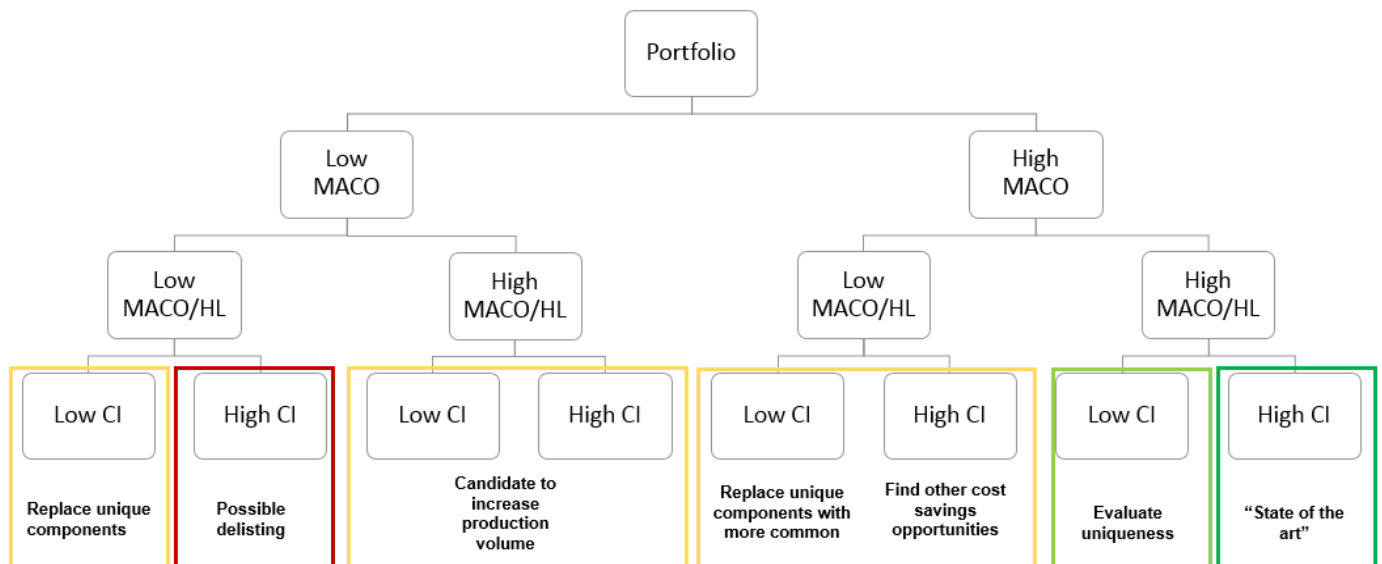 Portfolio
Low
MACO
High
MACO
Low
MACO/HL
High
MACO/HL
Low
MACO/HL
High
MACO/HL
Low CI
High CI
Low CI
High CI
Low CI
High CI
Low CI
High CI
Replace unique
components
Possible
delisting
Candidate to
increase
production
volume
Replace unique
components with
more common
Find other cost
savings
opportunities
Evaluate
uniqueness
“State of the
art”